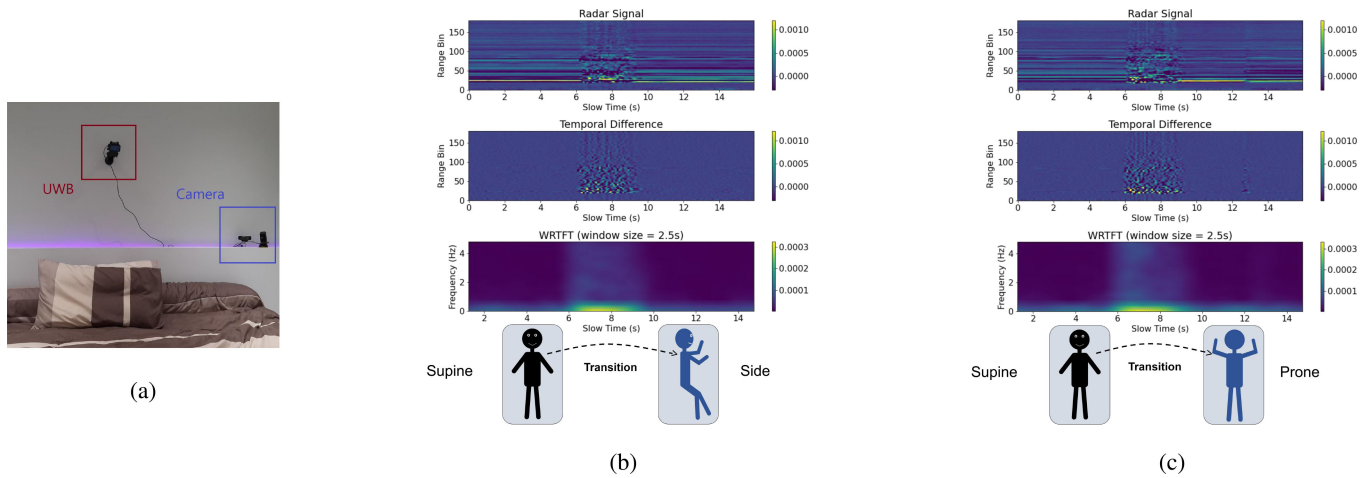 UWB
Camera
(a)
Radar Signal
Range Bin
150
100
50
0
0 2 4 6 8 10 12 14
Slow Time (s)
0.0010
0.0005
0.0000
Temporal Difference
Range Bin
150
100
50
0
0 2 4 6 8 10 12 14
Slow Time (s)
0.0010
0.0005
0.0000
WRTFT (window size = 2.5s)
Frequency (Hz)
4
2
0
2 4 6 8 10 12 14
Slow Time (s)
0.0003
0.0002
0.0001
Supine
Transition
Side
(b)
Radar Signal
Range Bin
150
100
50
0
0 2 4 6 8 10 12 14
Slow Time (s)
0.0010
0.0005
0.0000
Temporal Difference
Range Bin
150
100
50
0
0 2 4 6 8 10 12 14
Slow Time (s)
0.0010
0.0005
0.0000
WRTFT (window size = 2.5s)
Frequency (Hz)
4
2
0
2 4 6 8 10 12 14
Slow Time (s)
0.0003
0.0002
0.0001
Supine
Transition
Prone
(c)